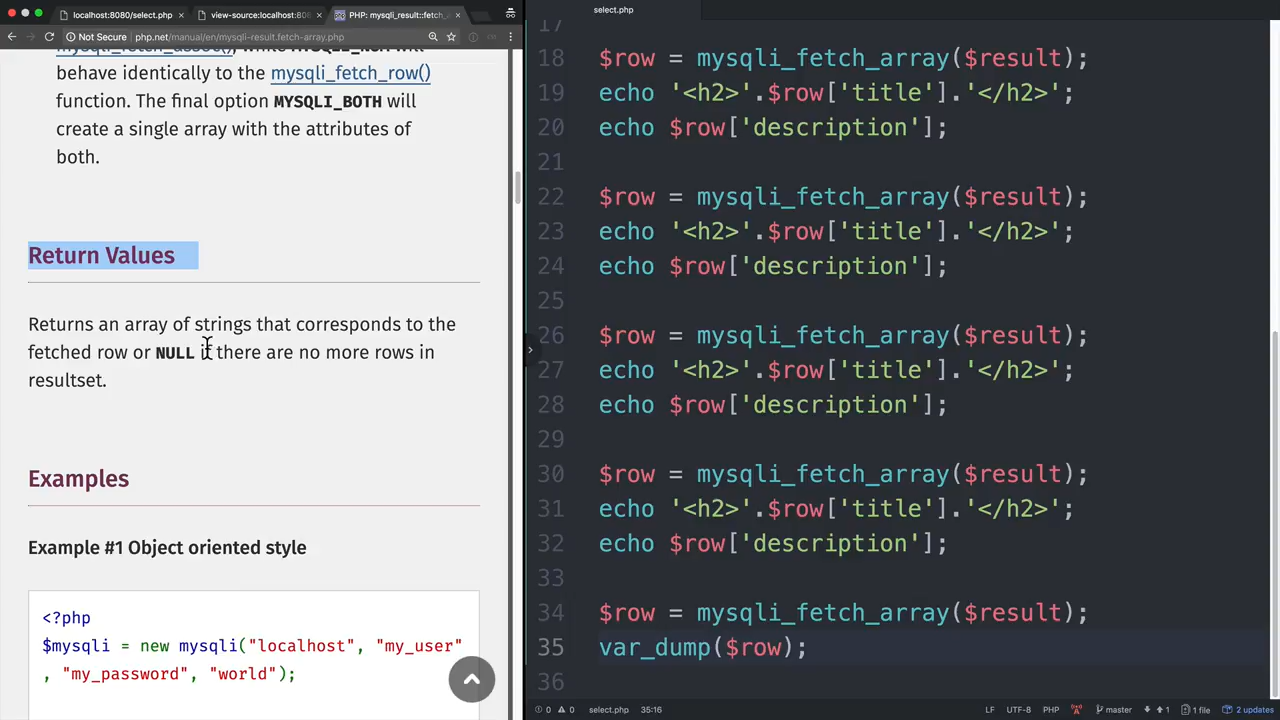 localhost:8080/select.php
view-source:localhost:808
PHP: mysqli_result::fetch_a
Not Secure
php.net/manual/en/mysqli-result.fetch-array.php
behave identically to the mysqli_fetch_row()
function. The final option MYSQLI_BOTH will
create a single array with the attributes of
both.
Return Values
Returns an array of strings that corresponds to the
fetched row or NULL if there are no more rows in
resultset.
Examples
Example #1 Object oriented style
<?php
$mysqli = new mysqli("localhost", "my_user"
, "my_password", "world");
select.php
17
18 $row = mysqli_fetch_array($result);
19 echo '<h2>'.$row['title'].'</h2>';
20 echo $row['description'];
21
22 $row = mysqli_fetch_array($result);
23 echo '<h2>'.$row['title'].'</h2>';
24 echo $row['description'];
25
26 $row = mysqli_fetch_array($result);
27 echo '<h2>'.$row['title'].'</h2>';
28 echo $row['description'];
29
30 $row = mysqli_fetch_array($result);
31 echo '<h2>'.$row['title'].'</h2>';
32 echo $row['description'];
33
34 $row = mysqli_fetch_array($result);
35 var_dump($row);
36
0 0 select.php 35:16 LF UTF-8 PHP master 1 1 file 2 updates